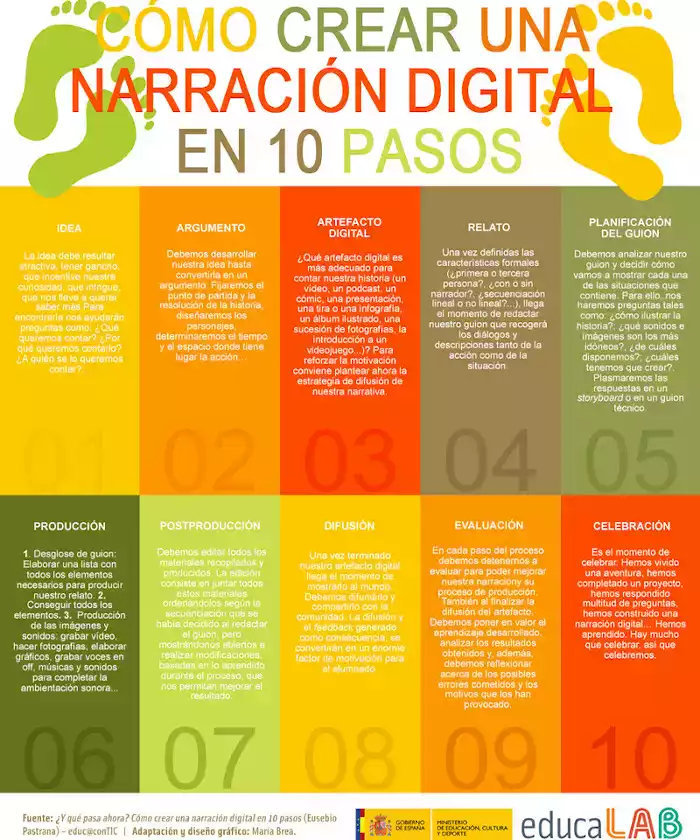 CÓMO CREAR UNA
NARRACIÓN DIGITAL
EN 10 PASOS
IDEA
La idea debe resultar
atractiva, tener gancho,
que incentive nuestra
curiosidad, que intrigue,
que nos lleve a querer
saber más.Para
encontrarla nos ayudarán
preguntas como: ¿Qué
queremos contar? ¿Por
qué queremos contarlo?
¿A quién se lo queremos
contar?
01
ARGUMENTO
Debemos desarrollar
nuestra idea hasta
convertirla en un
argumento. Fijaremos el
punto de partida y la
resolución de la historia,
diseñaremos los
personajes,
determinaremos el tiempo
y el espacio donde tiene
lugar la acción...
02
ARTEFACTO
DIGITAL
¿Qué artefacto digital es
más adecuado para
contar nuestra historia (un
vídeo, un podcast, un
cómic, una presentación,
una tira o una infografía,
un álbum ilustrado, una
sucesión de fotografías, la
introducción a un
videojuego...)? Para
reforzar la motivación
conviene plantear ahora la
estrategia de difusión de
nuestra narrativa.
03
RELATO
Una vez definidas las
características formales
(¿primera o tercera
persona?, ¿con o sin
narrador?, ¿secuenciación
lineal o no lineal?...), llega
el momento de redactar
nuestro guion que recogerá
los diálogos y
descripciones tanto de la
acción como de la
situación.
04
PLANIFICACIÓN
DEL GUION
Debemos analizar nuestro
guion y decidir cómo
vamos a mostrar cada una
de las situaciones que
contiene. Para ello, nos
haremos preguntas tales
como: ¿cómo ilustrar la
historia?; ¿qué sonidos e
imágenes son los más
idóneos?, ¿de cuáles
disponemos?; ¿cuáles
tenemos que crear?.
Plasmaremos las
respuestas en un
storyboard o en un guion
técnico.
05
PRODUCCIÓN
1. Desglose de guion:
Elaborar una lista con
todos los elementos
necesarios para producir
nuestro relato. 2.
Conseguir todos los
elementos. 3. Producción
de las imágenes y
sonidos: grabar vídeo,
hacer fotografías, elaborar
gráficos, grabar voces en
off, músicas y sonidos
para completar la
ambientación sonora...
06
POSTPRODUCCIÓN
Debemos editar todos los
materiales recopilados y
producidos. La edición
consiste en juntar todos
estos materiales
ordenándolos según la
secuenciación que se
había decidido al redactar
el guion, pero
mostrándonos abiertos a
realizar modificaciones,
basadas en lo aprendido
durante el proceso, que
nos permitan mejorar el
resultado.
07
DIFUSIÓN
Una vez terminado
nuestro artefacto digital
llega el momento de
mostrarlo al mundo.
Debemos difundirlo y
compartirlo con la
comunidad. La difusión y
el feedback generado
como consecuencia, se
convertirán en un enorme
factor de motivación para
el alumnado.
08
EVALUACIÓN
En cada paso del proceso
debemos detenernos a
evaluar para poder mejorar
nuestra narraciony su
proceso de producción.
También al finalizar la
difusión del artefacto.
Debemos poner en valor el
aprendizaje desarrollado,
analizar los resultados
obtenidos y, además,
debemos reflexionar
acerca de los posibles
errores cometidos y los
motivos que los han
provocado.
09
CELEBRACIÓN
Es el momento de
celebrar. Hemos vivido
una aventura, hemos
completado un proyecto,
hemos respondido
multitud de preguntas,
hemos construido una
narración digital... Hemos
aprendido. Hay mucho
que celebrar, así que
celebremos.
10
Fuente: ¿Y qué pasa ahora? Cómo crear una narración digital en 10 pasos (Eusebio
Pastrana) – educ@conTIC | Adaptación y diseño gráfico: María Brea.
GOBIERNO
DE ESPAÑA
MINISTERIO
DE EDUCACIÓN, CULTURA
Y DEPORTE
educaLAB